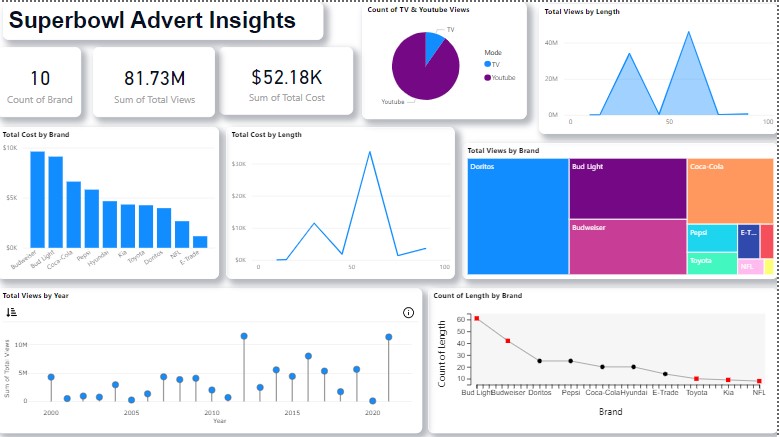 Superbowl Advert Insights
10
Count of Brand
81.73M
Sum of Total Views
$52.18K
Sum of Total Cost
Count of TV & Youtube Views
TV
Youtube
Mode
TV
Youtube
Total Views by Length
40M
20M
0M
0
50
100
Total Cost by Brand
$10K
$5K
$0K
Budweiser
Bud Light
Coca-Cola
Pepsi
Hyundai
Kia
Toyota
Doritos
NFL
E-Trade
Total Cost by Length
$30K
$20K
$10K
$0K
0
50
100
Total Views by Brand
Doritos
Bud Light
Budweiser
Coca-Cola
Pepsi
Toyota
E-T...
NFL
Total Views by Year
Sum of Total Views
10M
5M
0
2000
2005
2010
2015
2020
Year
Count of Length by Brand
Count of Length
60
50
40
30
20
10
Bud Light
Budweiser
Doritos
Pepsi
Coca-Cola
Hyundai
E-Trade
Toyota
Kia
NFL
Brand